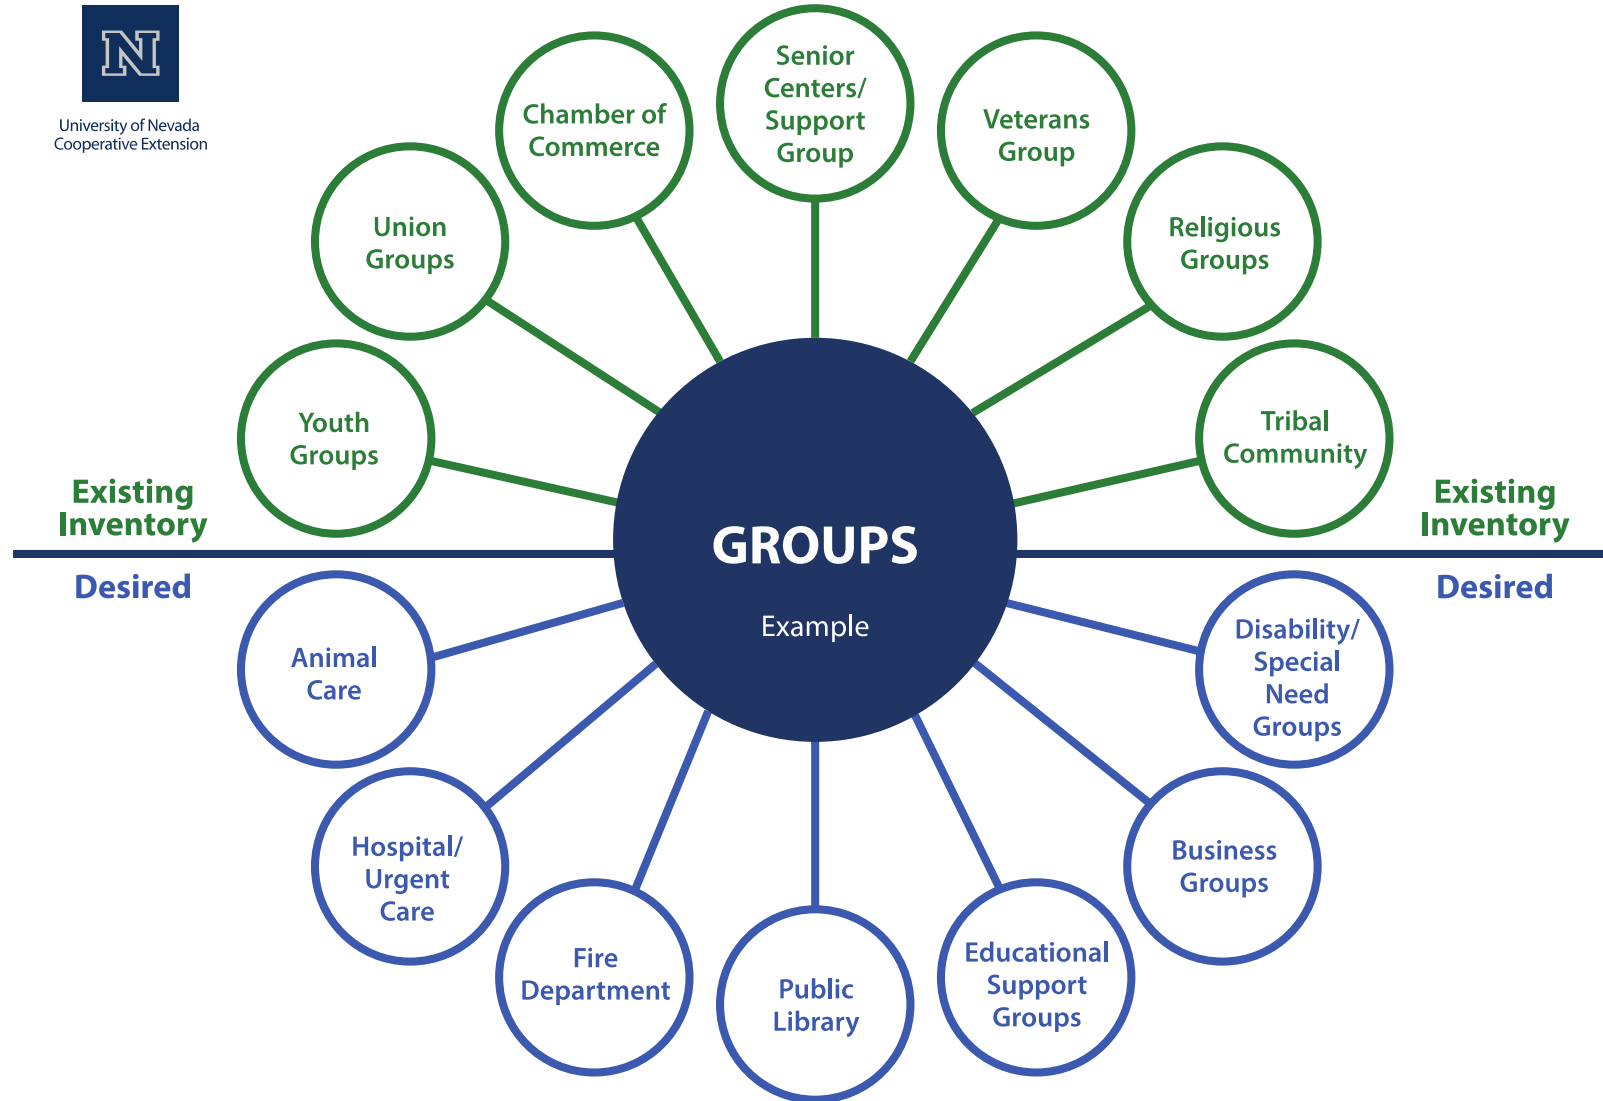 N
University of Nevada
Cooperative Extension
Senior
Centers/
Support
Group
Chamber of
Commerce
Veterans
Group
Union
Groups
Religious
Groups
Youth
Groups
Tribal
Community
Existing
Inventory
Existing
Inventory
GROUPS
Example
Desired
Desired
Animal
Care
Disability/
Special
Need
Groups
Hospital/
Urgent
Care
Business
Groups
Fire
Department
Educational
Support
Groups
Public
Library